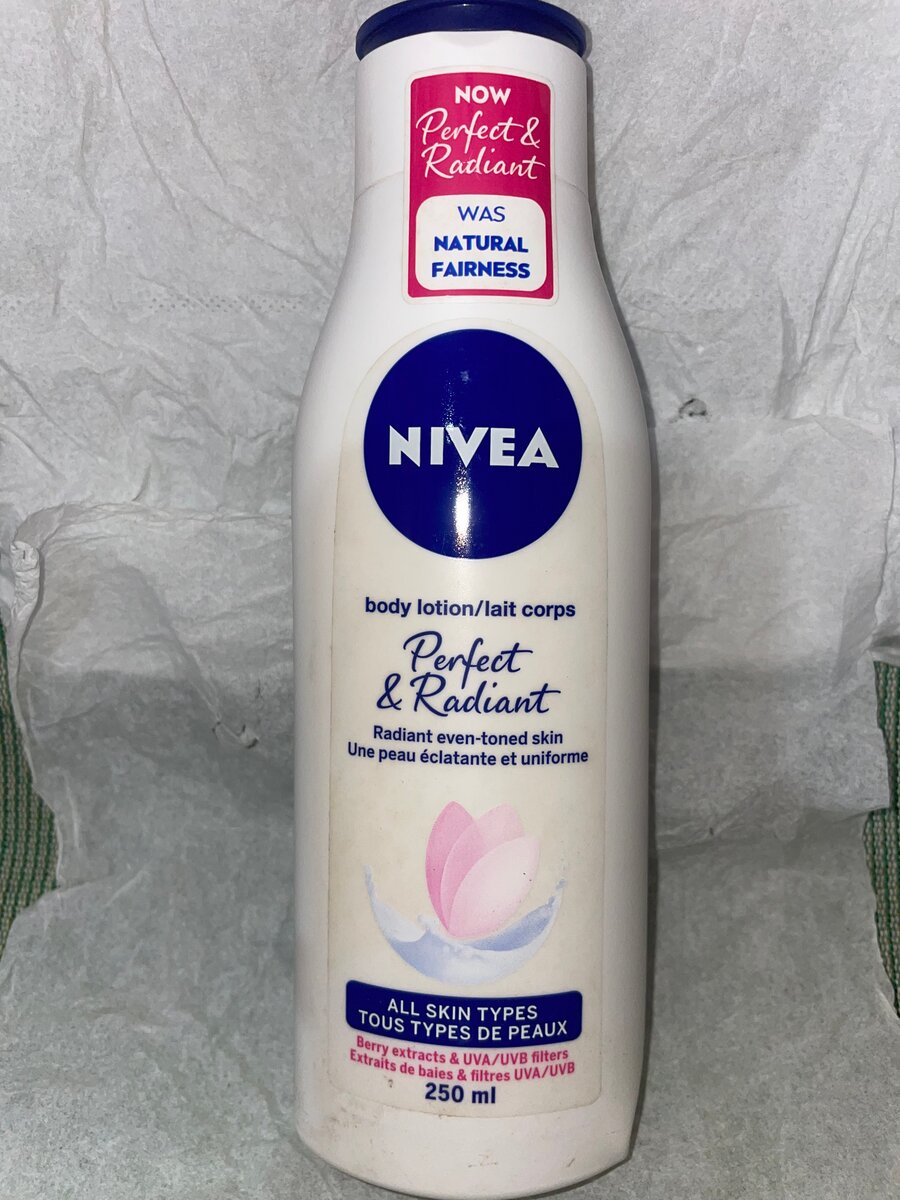 NOW
Perfect &
Radiant
WAS
NATURAL
FAIRNESS
NIVEA
body lotion/lait corps
Perfect
& Radiant
Radiant even-toned skin
Une peau éclatante et uniforme
ALL SKIN TYPES
TOUS TYPES DE PEAUX
Berry extracts & UVA/UVB filters
Extraits de baies & filtres UVA/UVB
250 ml